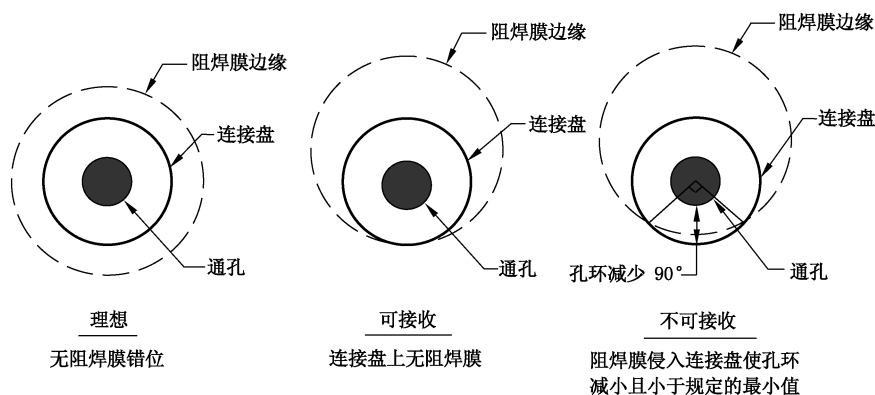 阻焊膜边缘
连接盘
通孔
理想
无阻焊膜错位
阻焊膜边缘
连接盘
通孔
可接收
连接盘上无阻焊膜
阻焊膜边缘
连接盘
孔环减少 90°
通孔
不可接收
阻焊膜侵入连接盘使孔环
减小且小于规定的最小值